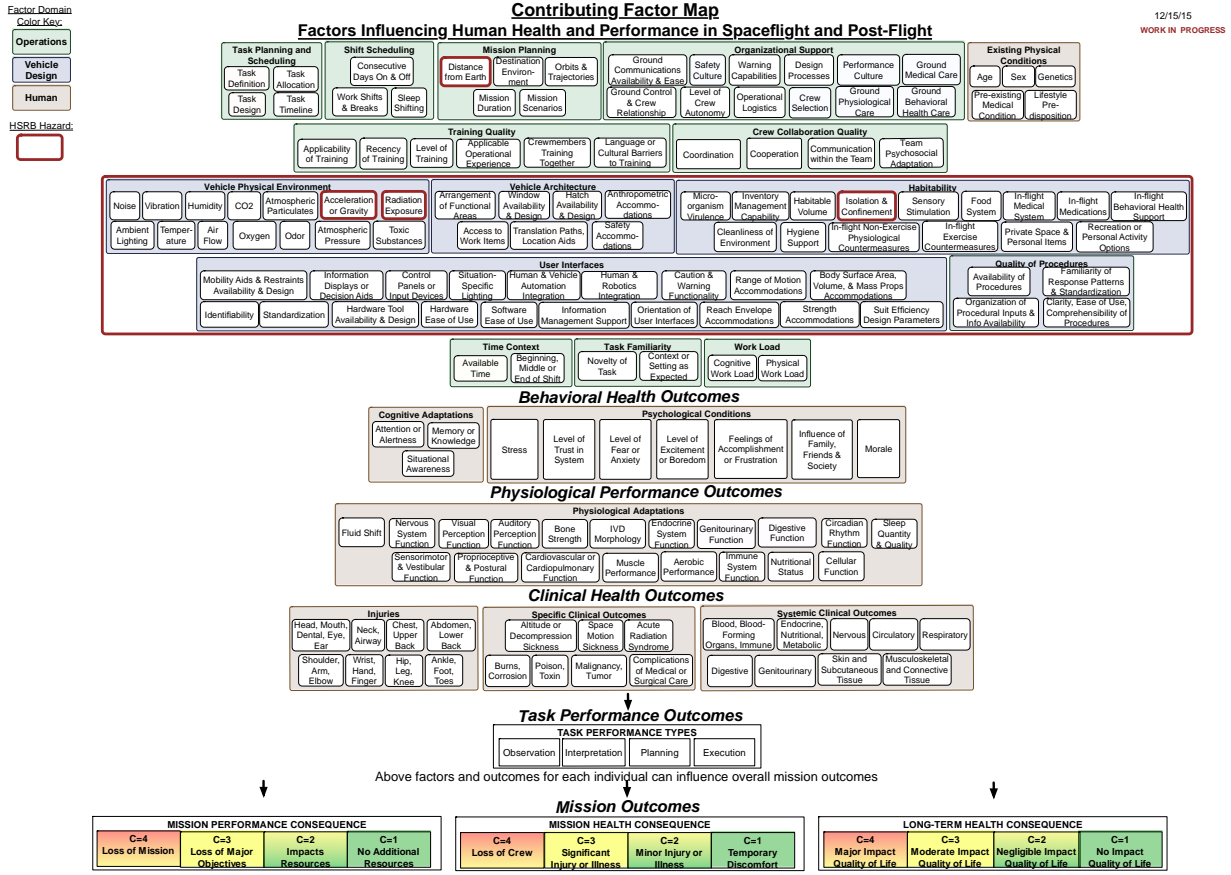 Factor Domain
Color Key:
Operations
Vehicle
Design
Human
HSRB Hazard:
Contributing Factor Map
Factors Influencing Human Health and Performance in Spaceflight and Post-Flight
12/15/15
WORK IN PROGRESS
Task Planning and
Scheduling
Task
Definition
Task
Allocation
Task
Design
Task
Timeline
Shift Scheduling
Consecutive
Days On & Off
Work Shifts
& Breaks
Sleep
Shifting
Mission Planning
Distance
from Earth
Destination
Environ-
ment
Orbits &
Trajectories
Mission
Duration
Mission
Scenarios
Organizational Support
Ground
Communications
Availability & Ease
Safety
Culture
Warning
Capabilities
Design
Processes
Performance
Culture
Ground
Medical Care
Ground Control
& Crew
Relationship
Level of
Crew
Autonomy
Operational
Logistics
Crew
Selection
Ground
Physiological
Care
Ground
Behavioral
Health Care
Existing Physical
Conditions
Age
Sex
Genetics
Pre-existing
Medical
Condition
Lifestyle
Pre-
disposition
Training Quality
Applicability
of Training
Recency
of Training
Level of
Training
Applicable
Operational
Experience
Crewmembers
Training
Together
Language or
Cultural Barriers
to Training
Crew Collaboration Quality
Coordination
Cooperation
Communication
within the Team
Team
Psychosocial
Adaptation
Vehicle Physical Environment
Noise
Vibration
Humidity
CO2
Atmospheric
Particulates
Acceleration
or Gravity
Radiation
Exposure
Ambient
Lighting
Temper-
ature
Air
Flow
Oxygen
Odor
Atmospheric
Pressure
Toxic
Substances
Vehicle Architecture
Arrangement
of Functional
Areas
Window
Availability
& Design
Hatch
Availability
& Design
Anthropometric
Accommo-
dations
Access to
Work Items
Translation Paths,
Location Aids
Safety
Accommo-
dations
Habitability
Micro-
organism
Virulence
Inventory
Management
Capability
Habitable
Volume
Isolation &
Confinement
Sensory
Stimulation
Food
System
In-flight
Medical
System
In-flight
Medications
In-flight
Behavioral Health
Support
Cleanliness of
Environment
Hygiene
Support
In-flight Non-Exercise
Physiological
Countermeasures
In-flight
Exercise
Countermeasures
Private Space &
Personal Items
Recreation or
Personal Activity
Options
User Interfaces
Mobility Aids & Restraints
Availability & Design
Information
Displays or
Decision Aids
Control
Panels or
Input Devices
Situation-
Specific
Lighting
Human & Vehicle
Automation
Integration
Human &
Robotics
Integration
Caution &
Warning
Functionality
Range of Motion
Accommodations
Body Surface Area,
Volume, & Mass Props
Accommodations
Identifiability
Standardization
Hardware Tool
Availability & Design
Hardware
Ease of Use
Software
Ease of Use
Information
Management Support
Orientation of
User Interfaces
Reach Envelope
Accommodations
Strength
Accommodations
Suit Efficiency
Design Parameters
Quality of Procedures
Availability of
Procedures
Familiarity of
Response Patterns
& Standardization
Organization of
Procedural Inputs &
Info Availability
Clarity, Ease of Use,
Comprehensibility of
Procedures
Time Context
Available
Time
Beginning,
Middle or
End of Shift
Task Familiarity
Novelty of
Task
Context or
Setting as
Expected
Work Load
Cognitive
Work Load
Physical
Work Load
Behavioral Health Outcomes
Cognitive Adaptations
Attention or
Alertness
Memory or
Knowledge
Situational
Awareness
Psychological Conditions
Stress
Level of
Trust in
System
Level of
Fear or
Anxiety
Level of
Excitement
or Boredom
Feelings of
Accomplishment
or Frustration
Influence of
Family,
Friends &
Society
Morale
Physiological Performance Outcomes
Physiological Adaptations
Fluid Shift
Nervous
System
Function
Visual
Perception
Function
Auditory
Perception
Function
Bone
Strength
IVD
Morphology
Endocrine
System
Function
Genitourinary
Function
Digestive
Function
Circadian
Rhythm
Function
Sleep
Quantity
& Quality
Sensorimotor
& Vestibular
Function
Proprioceptive
& Postural
Function
Cardiovascular or
Cardiopulmonary
Function
Muscle
Performance
Aerobic
Performance
Immune
System
Function
Nutritional
Status
Cellular
Function
Clinical Health Outcomes
Injuries
Head, Mouth,
Dental, Eye,
Ear
Neck,
Airway
Chest,
Upper
Back
Abdomen,
Lower
Back
Shoulder,
Arm,
Elbow
Wrist,
Hand,
Finger
Hip,
Leg,
Knee
Ankle,
Foot,
Toes
Specific Clinical Outcomes
Altitude or
Decompression
Sickness
Space
Motion
Sickness
Acute
Radiation
Syndrome
Burns,
Corrosion
Poison,
Toxin
Malignancy,
Tumor
Complications
of Medical or
Surgical Care
Systemic Clinical Outcomes
Blood, Blood-
Forming
Organs, Immune
Endocrine,
Nutritional,
Metabolic
Nervous
Circulatory
Respiratory
Digestive
Genitourinary
Skin and
Subcutaneous
Tissue
Musculoskeletal
and Connective
Tissue
Task Performance Outcomes
TASK PERFORMANCE TYPES
Observation
Interpretation
Planning
Execution
Above factors and outcomes for each individual can influence overall mission outcomes
Mission Outcomes
MISSION PERFORMANCE CONSEQUENCE
C=4
Loss of Mission
C=3
Loss of Major
Objectives
C=2
Impacts
Resources
C=1
No Additional
Resources
MISSION HEALTH CONSEQUENCE
C=4
Loss of Crew
C=3
Significant
Injury or Illness
C=2
Minor Injury or
Illness
C=1
Temporary
Discomfort
LONG-TERM HEALTH CONSEQUENCE
C=4
Major Impact
Quality of Life
C=3
Moderate Impact
Quality of Life
C=2
Negligible Impact
Quality of Life
C=1
No Impact
Quality of Life